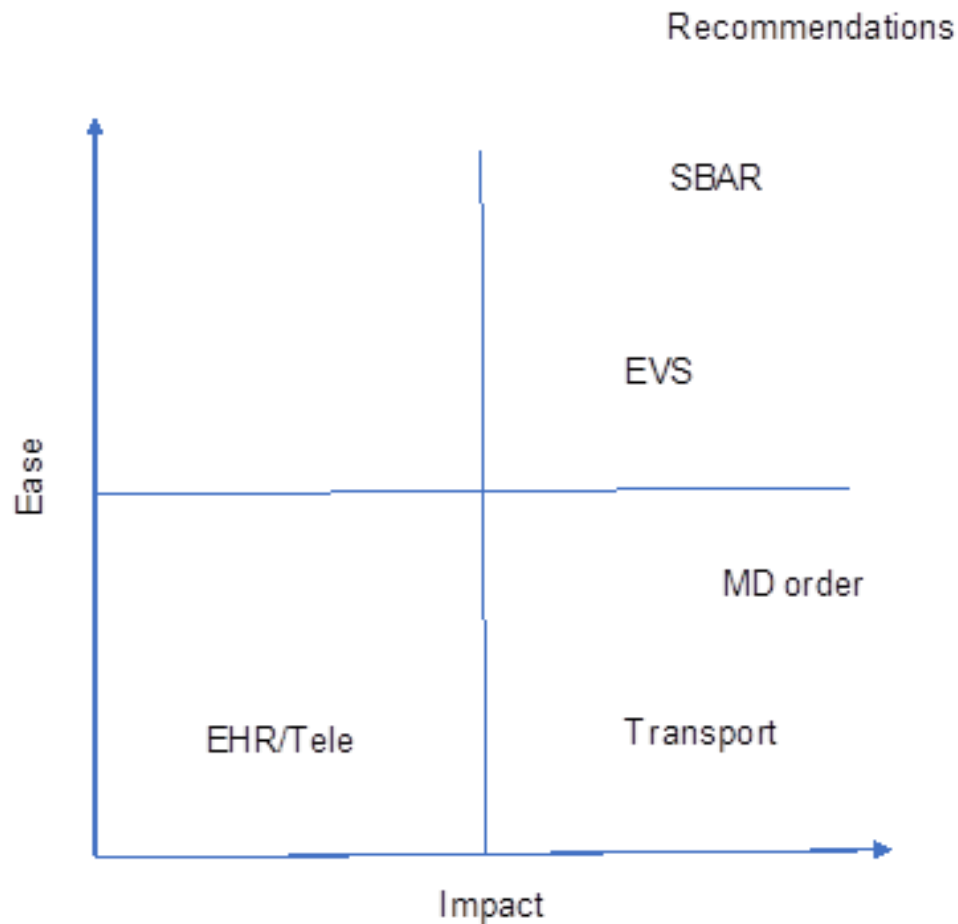 Recommendations
SBAR
EVS
Ease
MD order
EHR/Tele
Transport
Impact